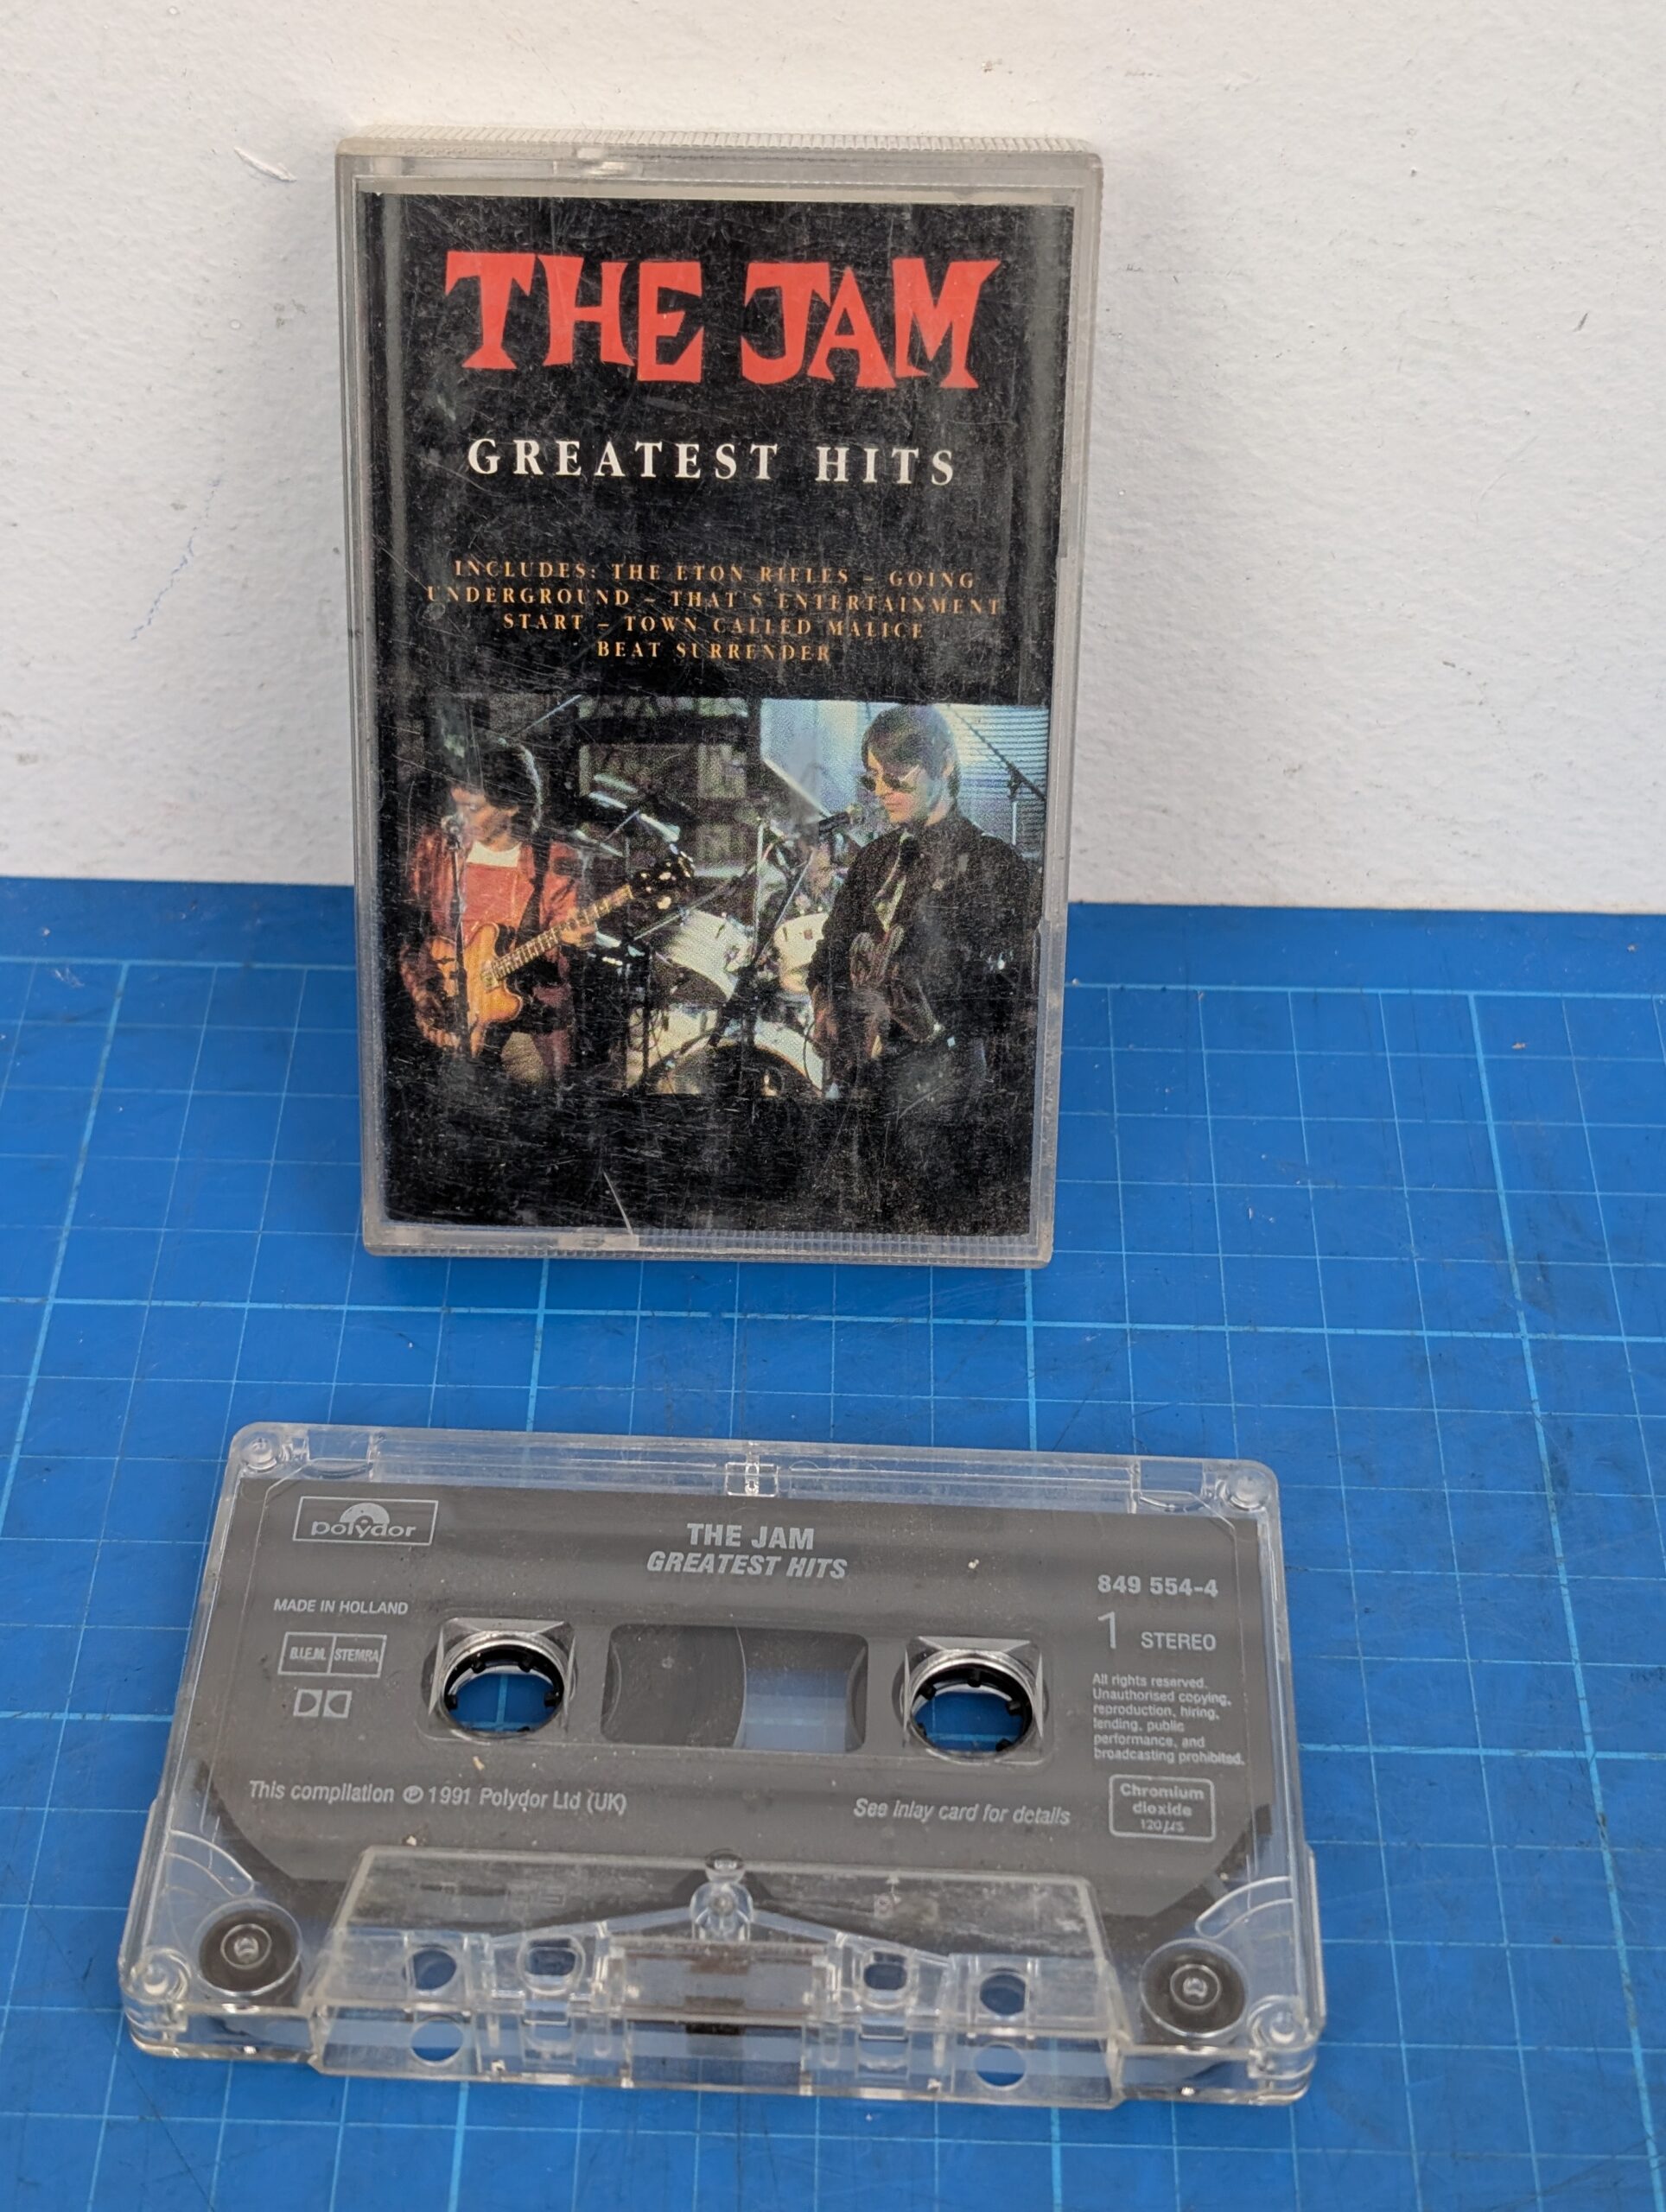 THE JAM
GREATEST HITS
INCLUDES: THE ETON RIFLES – GOING
UNDERGROUND – THAT'S ENTERTAINMENT
START – TOWN CALLED MALICE
BEAT SURRENDER
polydor
THE JAM
GREATEST HITS
849 554-4
MADE IN HOLLAND
1 STEREO
B.I.E.M. STEMRA
All rights reserved.
Unauthorised copying,
reproduction, hiring,
lending, public
performance, and
broadcasting prohibited.
This compilation ℗ 1991 Polydor Ltd (UK)
See inlay card for details
Chromium
dioxide
120µs